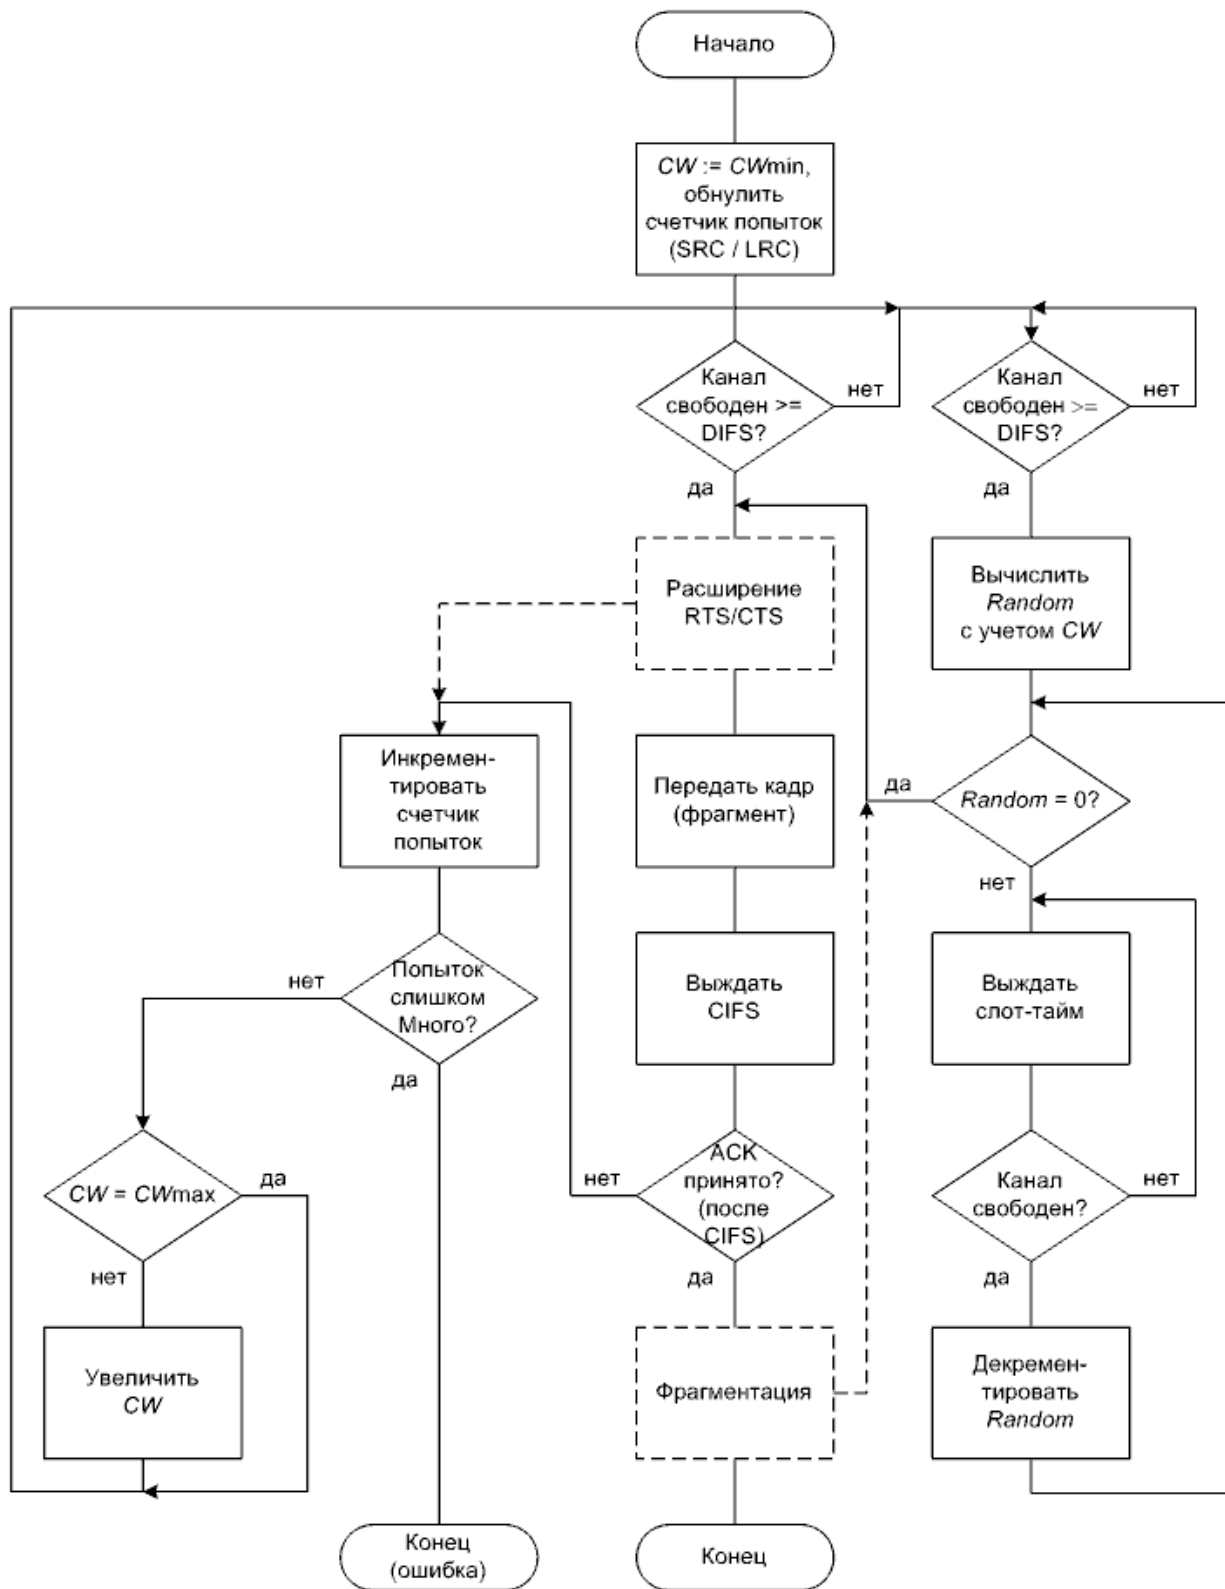 Начало
CW := CWmin,
обнулить
счетчик попыток
(SRC / LRC)
Канал
свободен >=
DIFS?
нет
да
Канал
свободен >=
DIFS?
нет
да
Расширение
RTS/CTS
Вычислить
Random
с учетом CW
Инкремен-
тировать
счетчик
попыток
Передать кадр
(фрагмент)
да
Random = 0?
нет
Попыток
слишком
Много?
нет
да
Выждать
CIFS
Выждать
слот-тайм
CW = CWmax
да
нет
ACK
принято?
(после
CIFS)
нет
да
Канал
свободен?
нет
да
Увеличить
CW
Фрагментация
Декремен-
тировать
Random
Конец
(ошибка)
Конец